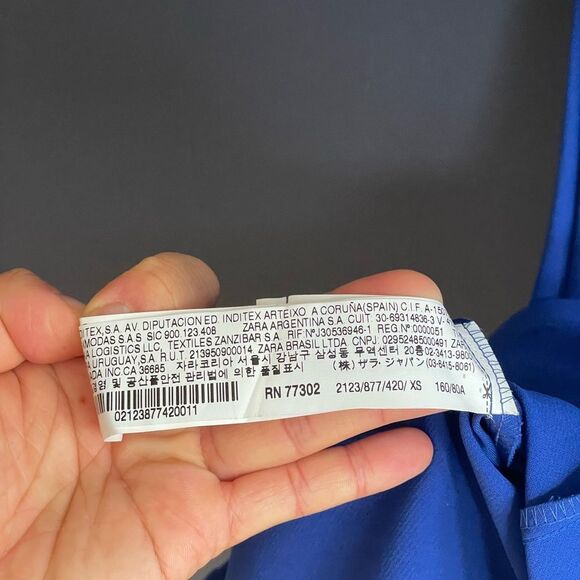 TEX,S.A. AV. DIPUTACION ED. INDITEX ARTEIXO A CORUÑA(SPAIN) C.I.F. A-150
MODAS S.A.S SIC 900 123.408 ZARA ARGENTINA S.A. CUIT. 30-69314836-3
A LOGISTICS LLC, TEXTILES ZANZIBAR S.A. RIF NºJ30536946-1 REG.Nº 0000051
URUGUAY,S.A R.U.T. 213950900014 ZARA BRASIL LTDA, CNPJ. 02952485000491 ZA
DA INC.CA 36685 자라코리아 서울시 강남구 삼성동 무역센터 20층 02-3413-980
경영 및 공산품안전 관리법에 의한 품질표시 (株) ザラ・ジャパン (03-6415-8061)
02123877420011 RN 77302 2123/877/420/ XS 160/80A